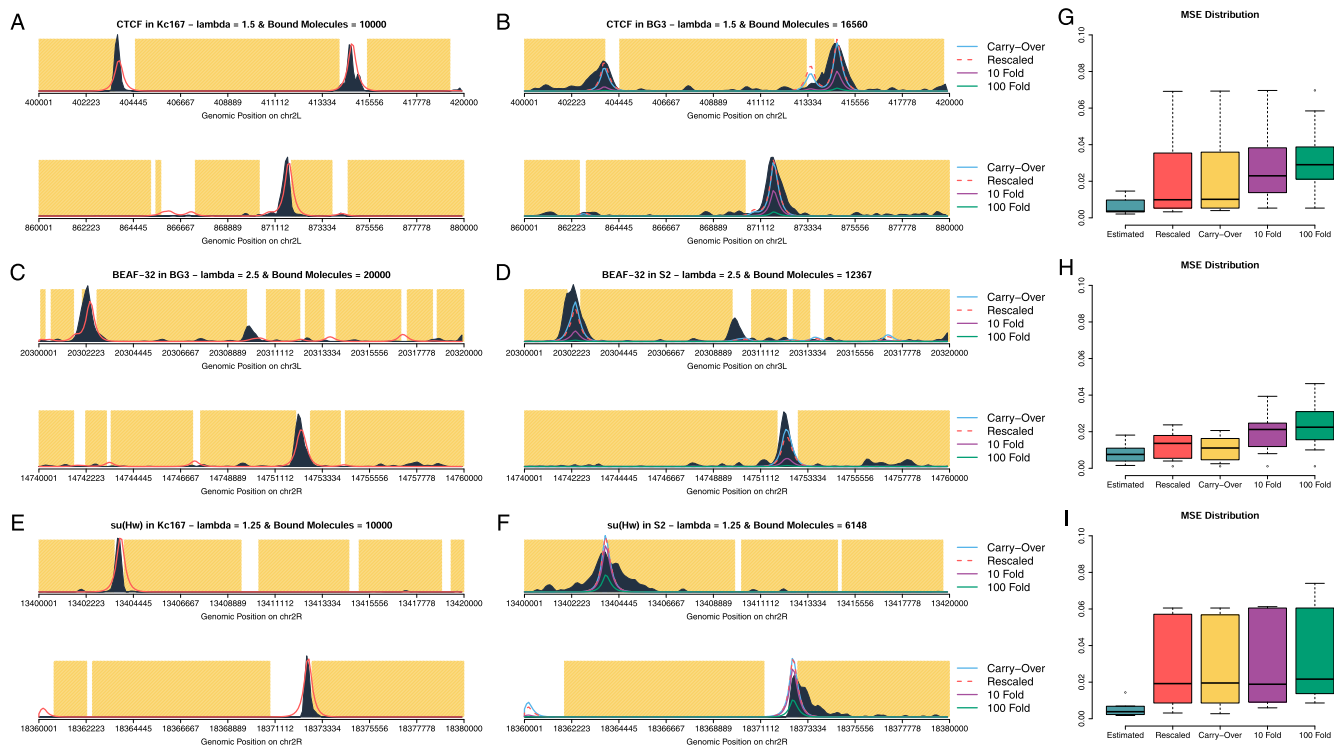 A
CTCF in Kc167 − lambda = 1.5 & Bound Molecules = 10000
400001 402223 404445 406667 408889 411112 413334 415556 417778 420000
Genomic Position on chr2L
860001 862223 864445 866667 868889 871112 873334 875556 877778 880000
Genomic Position on chr2L
B
CTCF in BG3 − lambda = 1.5 & Bound Molecules = 16560
Carry−Over
Rescaled
10 Fold
100 Fold
400001 402223 404445 406667 408889 411112 413334 415556 417778 420000
Genomic Position on chr2L
Carry−Over
Rescaled
10 Fold
100 Fold
860001 862223 864445 866667 868889 871112 873334 875556 877778 880000
Genomic Position on chr2L
G
MSE Distribution
0.10
0.08
0.06
0.04
0.02
0.00
Estimated Rescaled Carry−Over 10 Fold 100 Fold
C
BEAF−32 in BG3 − lambda = 2.5 & Bound Molecules = 20000
20300001 20302223 20304445 20306667 20308889 20311112 20313334 20315556 20317778 20320000
Genomic Position on chr3L
14740001 14742223 14744445 14746667 14748889 14751112 14753334 14755556 14757778 14760000
Genomic Position on chr2R
D
BEAF−32 in S2 − lambda = 2.5 & Bound Molecules = 12367
Carry−Over
Rescaled
10 Fold
100 Fold
20300001 20302223 20304445 20306667 20308889 20311112 20313334 20315556 20317778 20320000
Genomic Position on chr3L
Carry−Over
Rescaled
10 Fold
100 Fold
14740001 14742223 14744445 14746667 14748889 14751112 14753334 14755556 14757778 14760000
Genomic Position on chr2R
H
MSE Distribution
0.10
0.08
0.06
0.04
0.02
0.00
Estimated Rescaled Carry−Over 10 Fold 100 Fold
E
su(Hw) in Kc167 − lambda = 1.25 & Bound Molecules = 10000
13400001 13402223 13404445 13406667 13408889 13411112 13413334 13415556 13417778 13420000
Genomic Position on chr2R
18360001 18362223 18364445 18366667 18368889 18371112 18373334 18375556 18377778 18380000
Genomic Position on chr2R
F
su(Hw) in S2 − lambda = 1.25 & Bound Molecules = 6148
Carry−Over
Rescaled
10 Fold
100 Fold
13400001 13402223 13404445 13406667 13408889 13411112 13413334 13415556 13417778 13420000
Genomic Position on chr2R
Carry−Over
Rescaled
10 Fold
100 Fold
18360001 18362223 18364445 18366667 18368889 18371112 18373334 18375556 18377778 18380000
Genomic Position on chr2R
I
MSE Distribution
0.10
0.08
0.06
0.04
0.02
0.00
Estimated Rescaled Carry−Over 10 Fold 100 Fold